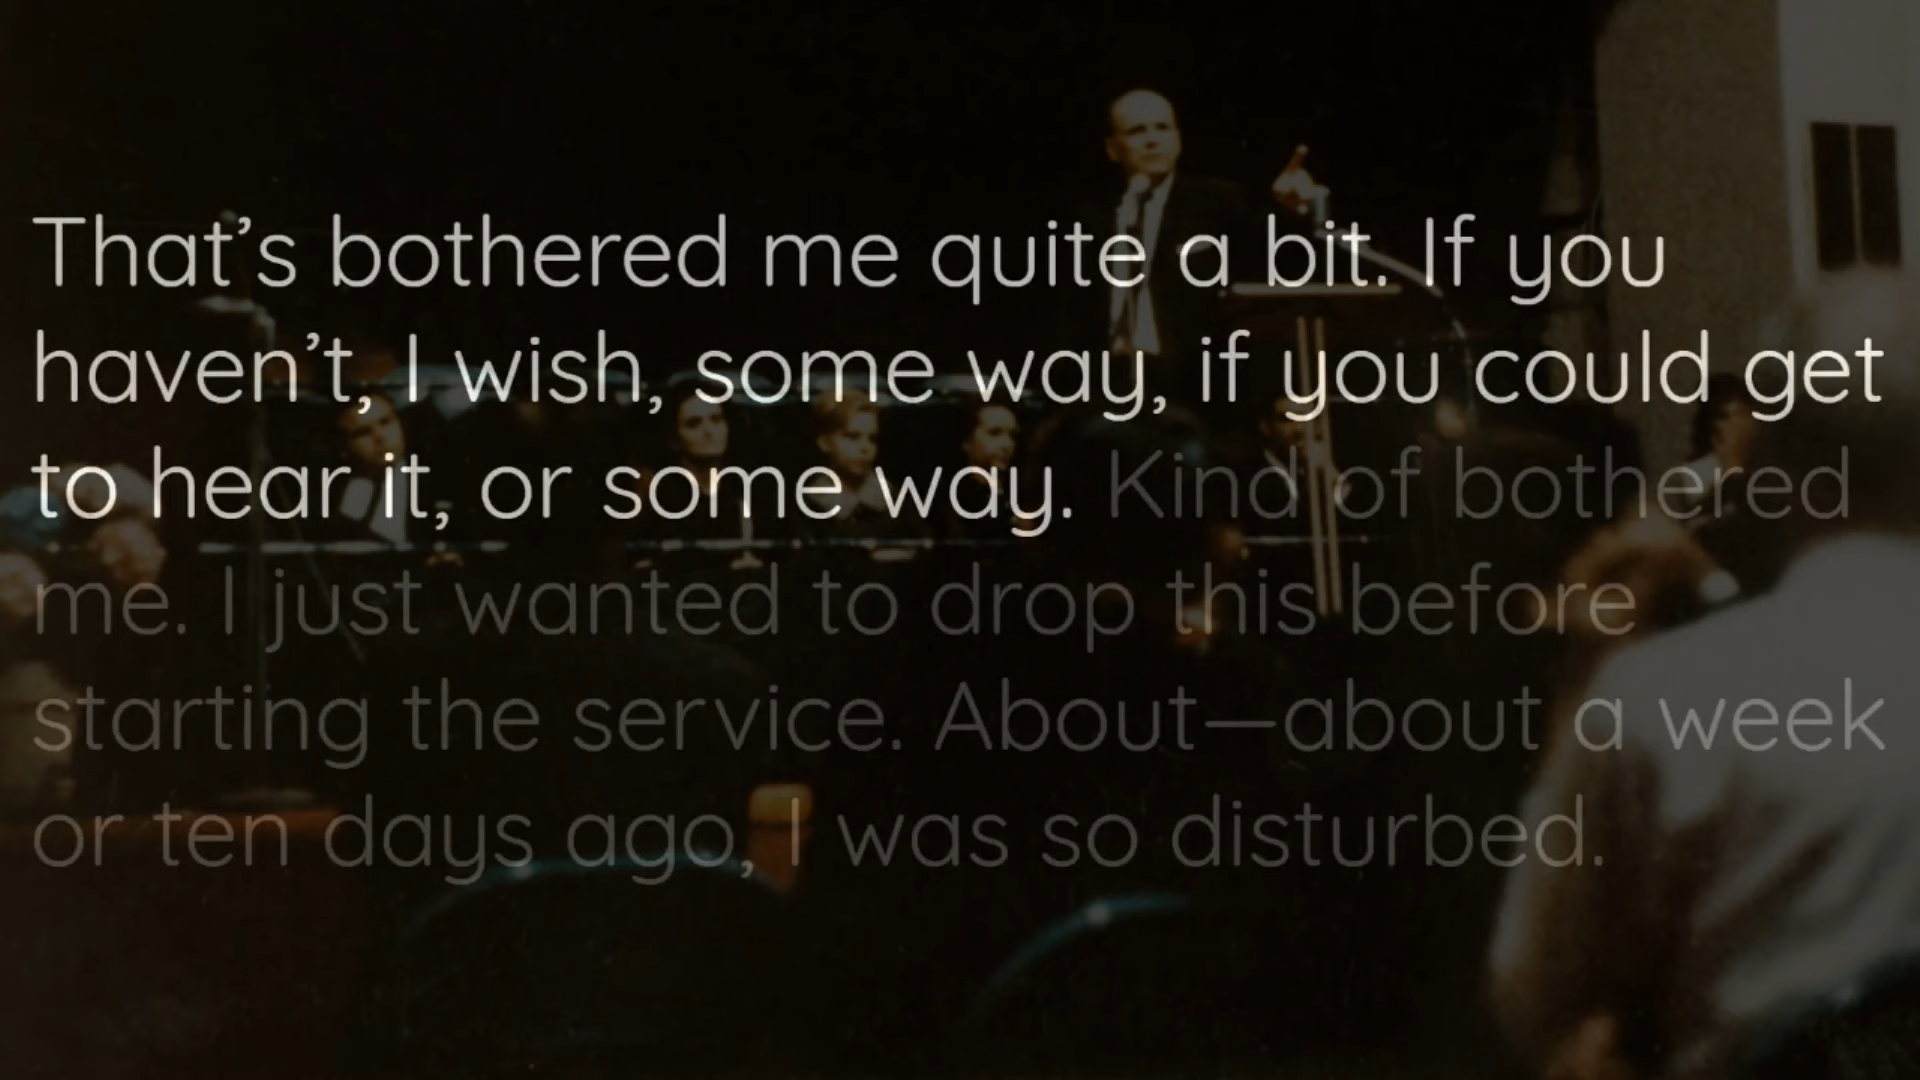 That’s bothered me quite a bit. If you
haven’t, I wish, some way, if you could get
to hear it, or some way. Kind of bothered
me. I just wanted to drop this before
starting the service. About—about a week
or ten days ago, I was so disturbed.